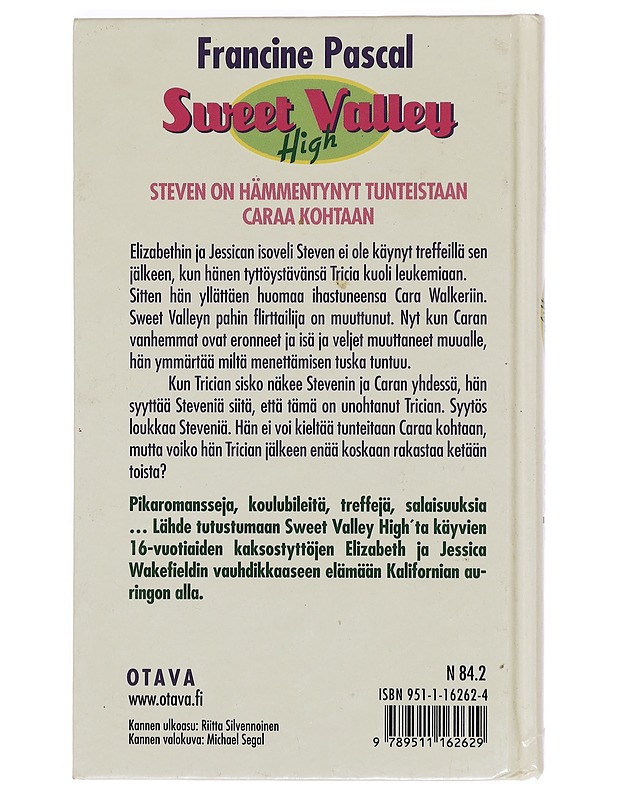 Francine Pascal
Sweet Valley
High
STEVEN ON HÄMMENTYNYT TUNTEISTAAN
CARAA KOHTAAN
Elizabethin ja Jessican isoveli Steven ei ole käynyt treffeillä sen
jälkeen, kun hänen tyttöystävänsä Tricia kuoli leukemiaan.
Sitten hän yllättäen huomaa ihastuneensa Cara Walkeriin.
Sweet Valleyn pahin flirttailija on muuttunut. Nyt kun Caran
vanhemmat ovat eronneet ja isä ja veljet muuttaneet muualle,
hän ymmärtää miltä menettämisen tuska tuntuu.
Kun Trician sisko näkee Stevenin ja Caran yhdessä, hän
syyttää Steveniä siitä, että tämä on unohtanut Trician. Syytös
loukkaa Steveniä. Hän ei voi kieltää tunteitaan Caraa kohtaan,
mutta voiko hän Trician jälkeen enää koskaan rakastaa ketään
toista?
Pikaromansseja, koulubileitä, treffejä, salaisuuksia
... Lähde tutustumaan Sweet Valley High´ta käyvien
16-vuotiaiden kaksostyttöjen Elizabeth ja Jessica
Wakefieldin vauhdikkaaseen elämään Kalifornian au-
ringon alla.
OTAVA
www.otava.fi
Kannen ulkoasu: Riitta Silvennoinen
Kannen valokuva: Michael Segal
N 84.2
ISBN 951-1-16262-4
9 789511 162629